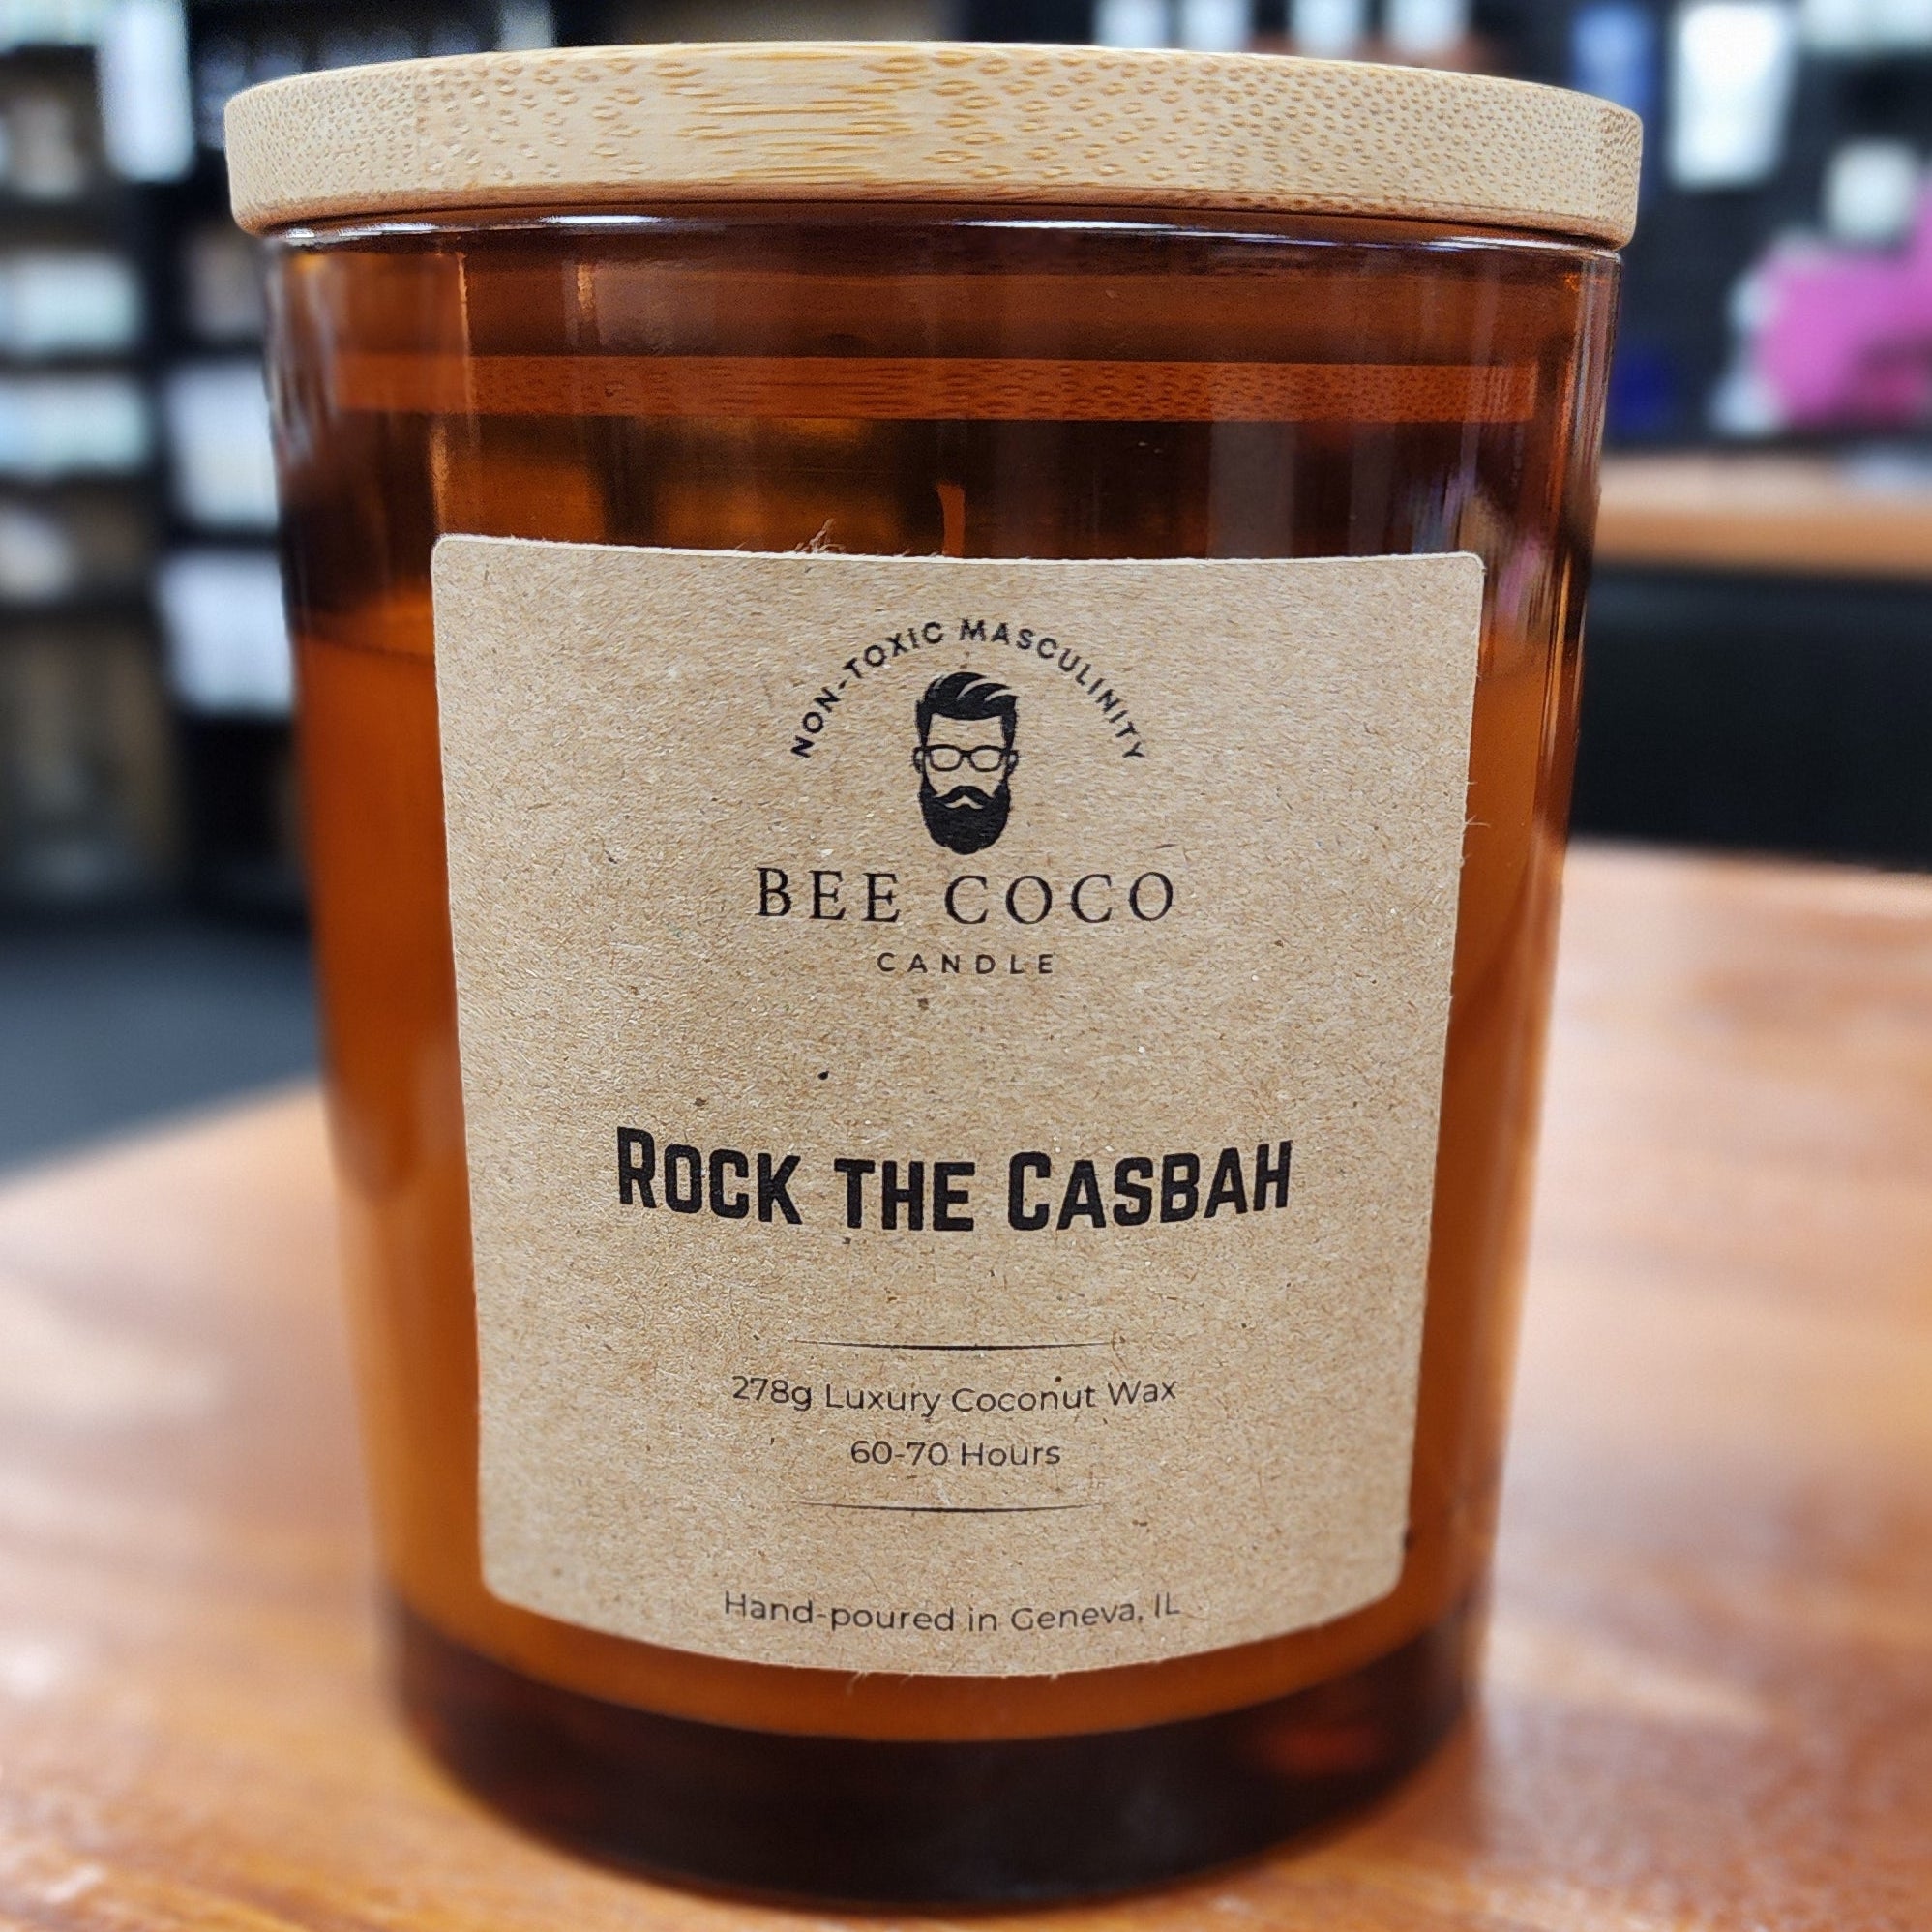 NON-TOXIC MASCULINITY
BEE COCO
CANDLE
ROCK THE CASBAH
278g Luxury Coconut Wax
60-70 Hours
Hand-poured in Geneva, IL